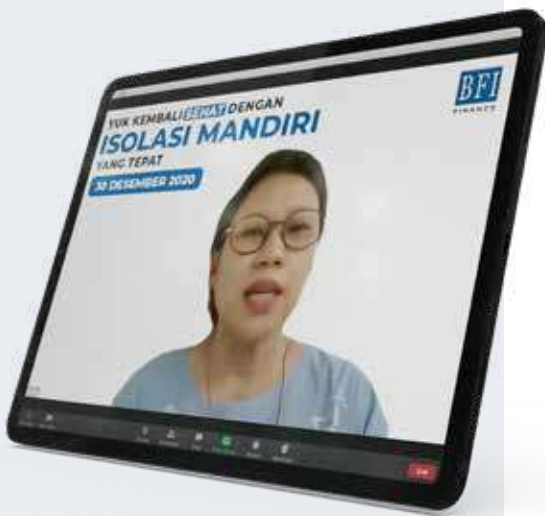 YUK KEMBALI SEHAT DENGAN
ISOLASI MANDIRI
YANG TEPAT
30 DESEMBER 2020
BFI
FINANCE